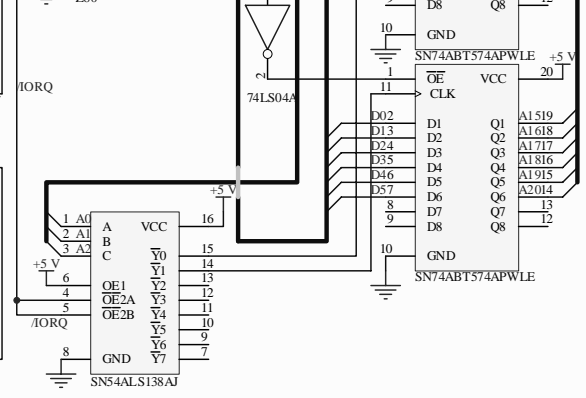 D8
Q8
10
GND
SN74ABT574APWLE
+5 V
1
OE
VCC
20
11
CLK
2
74LS04A
/IORQ
D02
D1
Q1
A1519
D13
D2
Q2
A1618
D24
D3
Q3
A1717
D35
D4
Q4
A1816
D46
D5
Q5
A1915
D57
D6
Q6
A2014
8
D7
Q7
13
9
D8
Q8
12
10
GND
SN74ABT574APWLE
+5 V
1
A0
A
VCC
16
2
A1
B
3
A2
C
Y0
15
+5 V
Y1
14
6
OE1
Y2
13
4
OE2A
Y3
12
5
OE2B
Y4
11
/IORQ
Y5
10
Y6
9
8
GND
Y7
7
SN54ALS138AJ